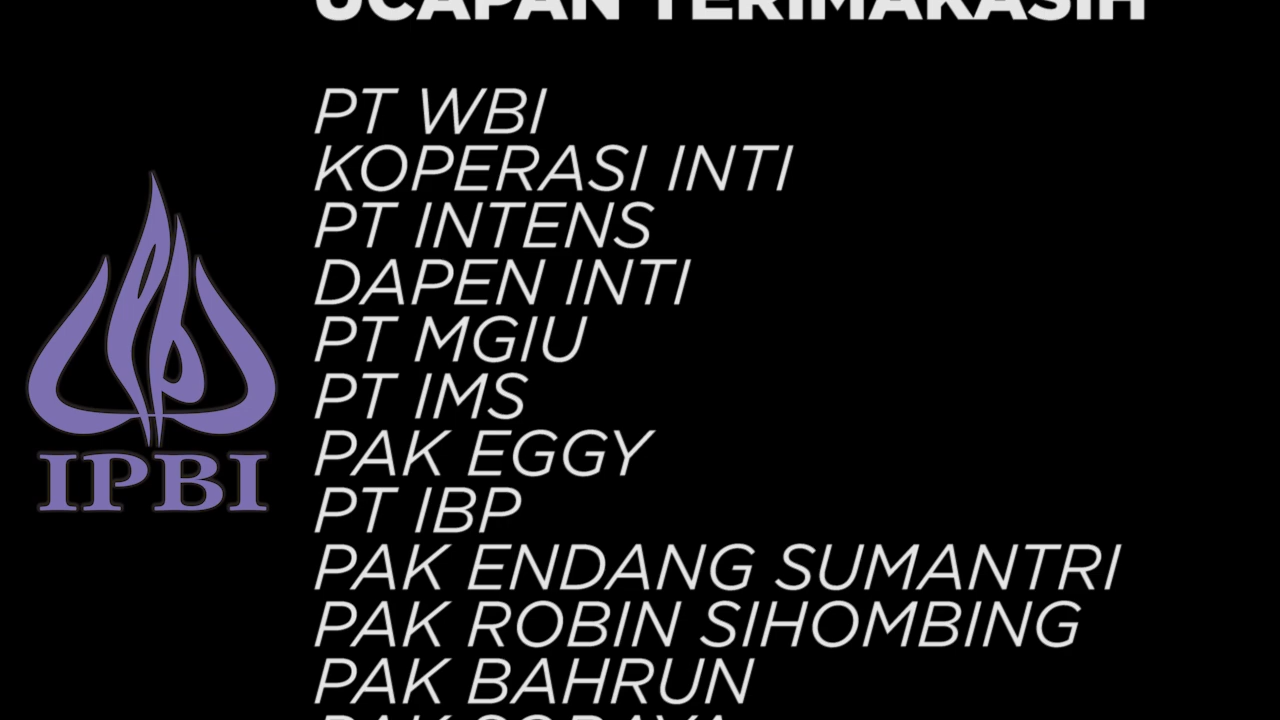 UCAPAN TERIMAKASIH
PT WBI
KOPERASI INTI
PT INTENS
DAPEN INTI
PT MGIU
PT IMS
PAK EGGY
PT IBP
PAK ENDANG SUMANTRI
PAK ROBIN SIHOMBING
PAK BAHRUN
IPBI